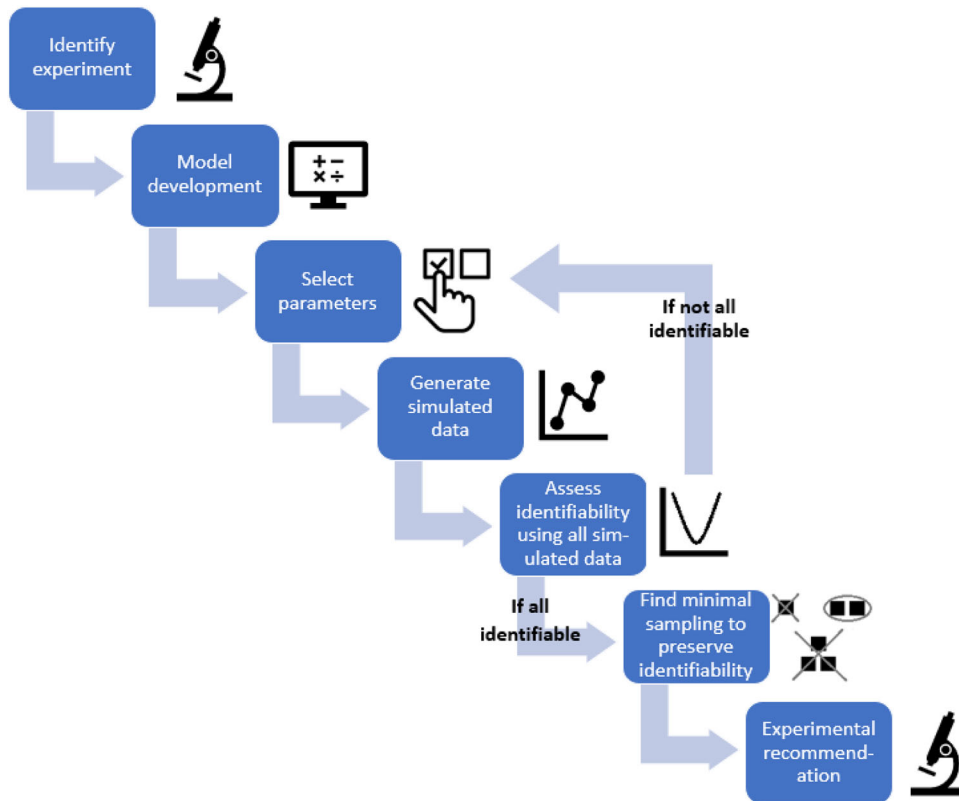 Identify
experiment
+ −
× ÷
Model
development
Select
parameters
If not all
identifiable
Generate
simulated
data
Assess
identifiability
using all sim-
ulated data
If all
identifiable
Find minimal
sampling to
preserve
identifiability
Experimental
recommend-
ation